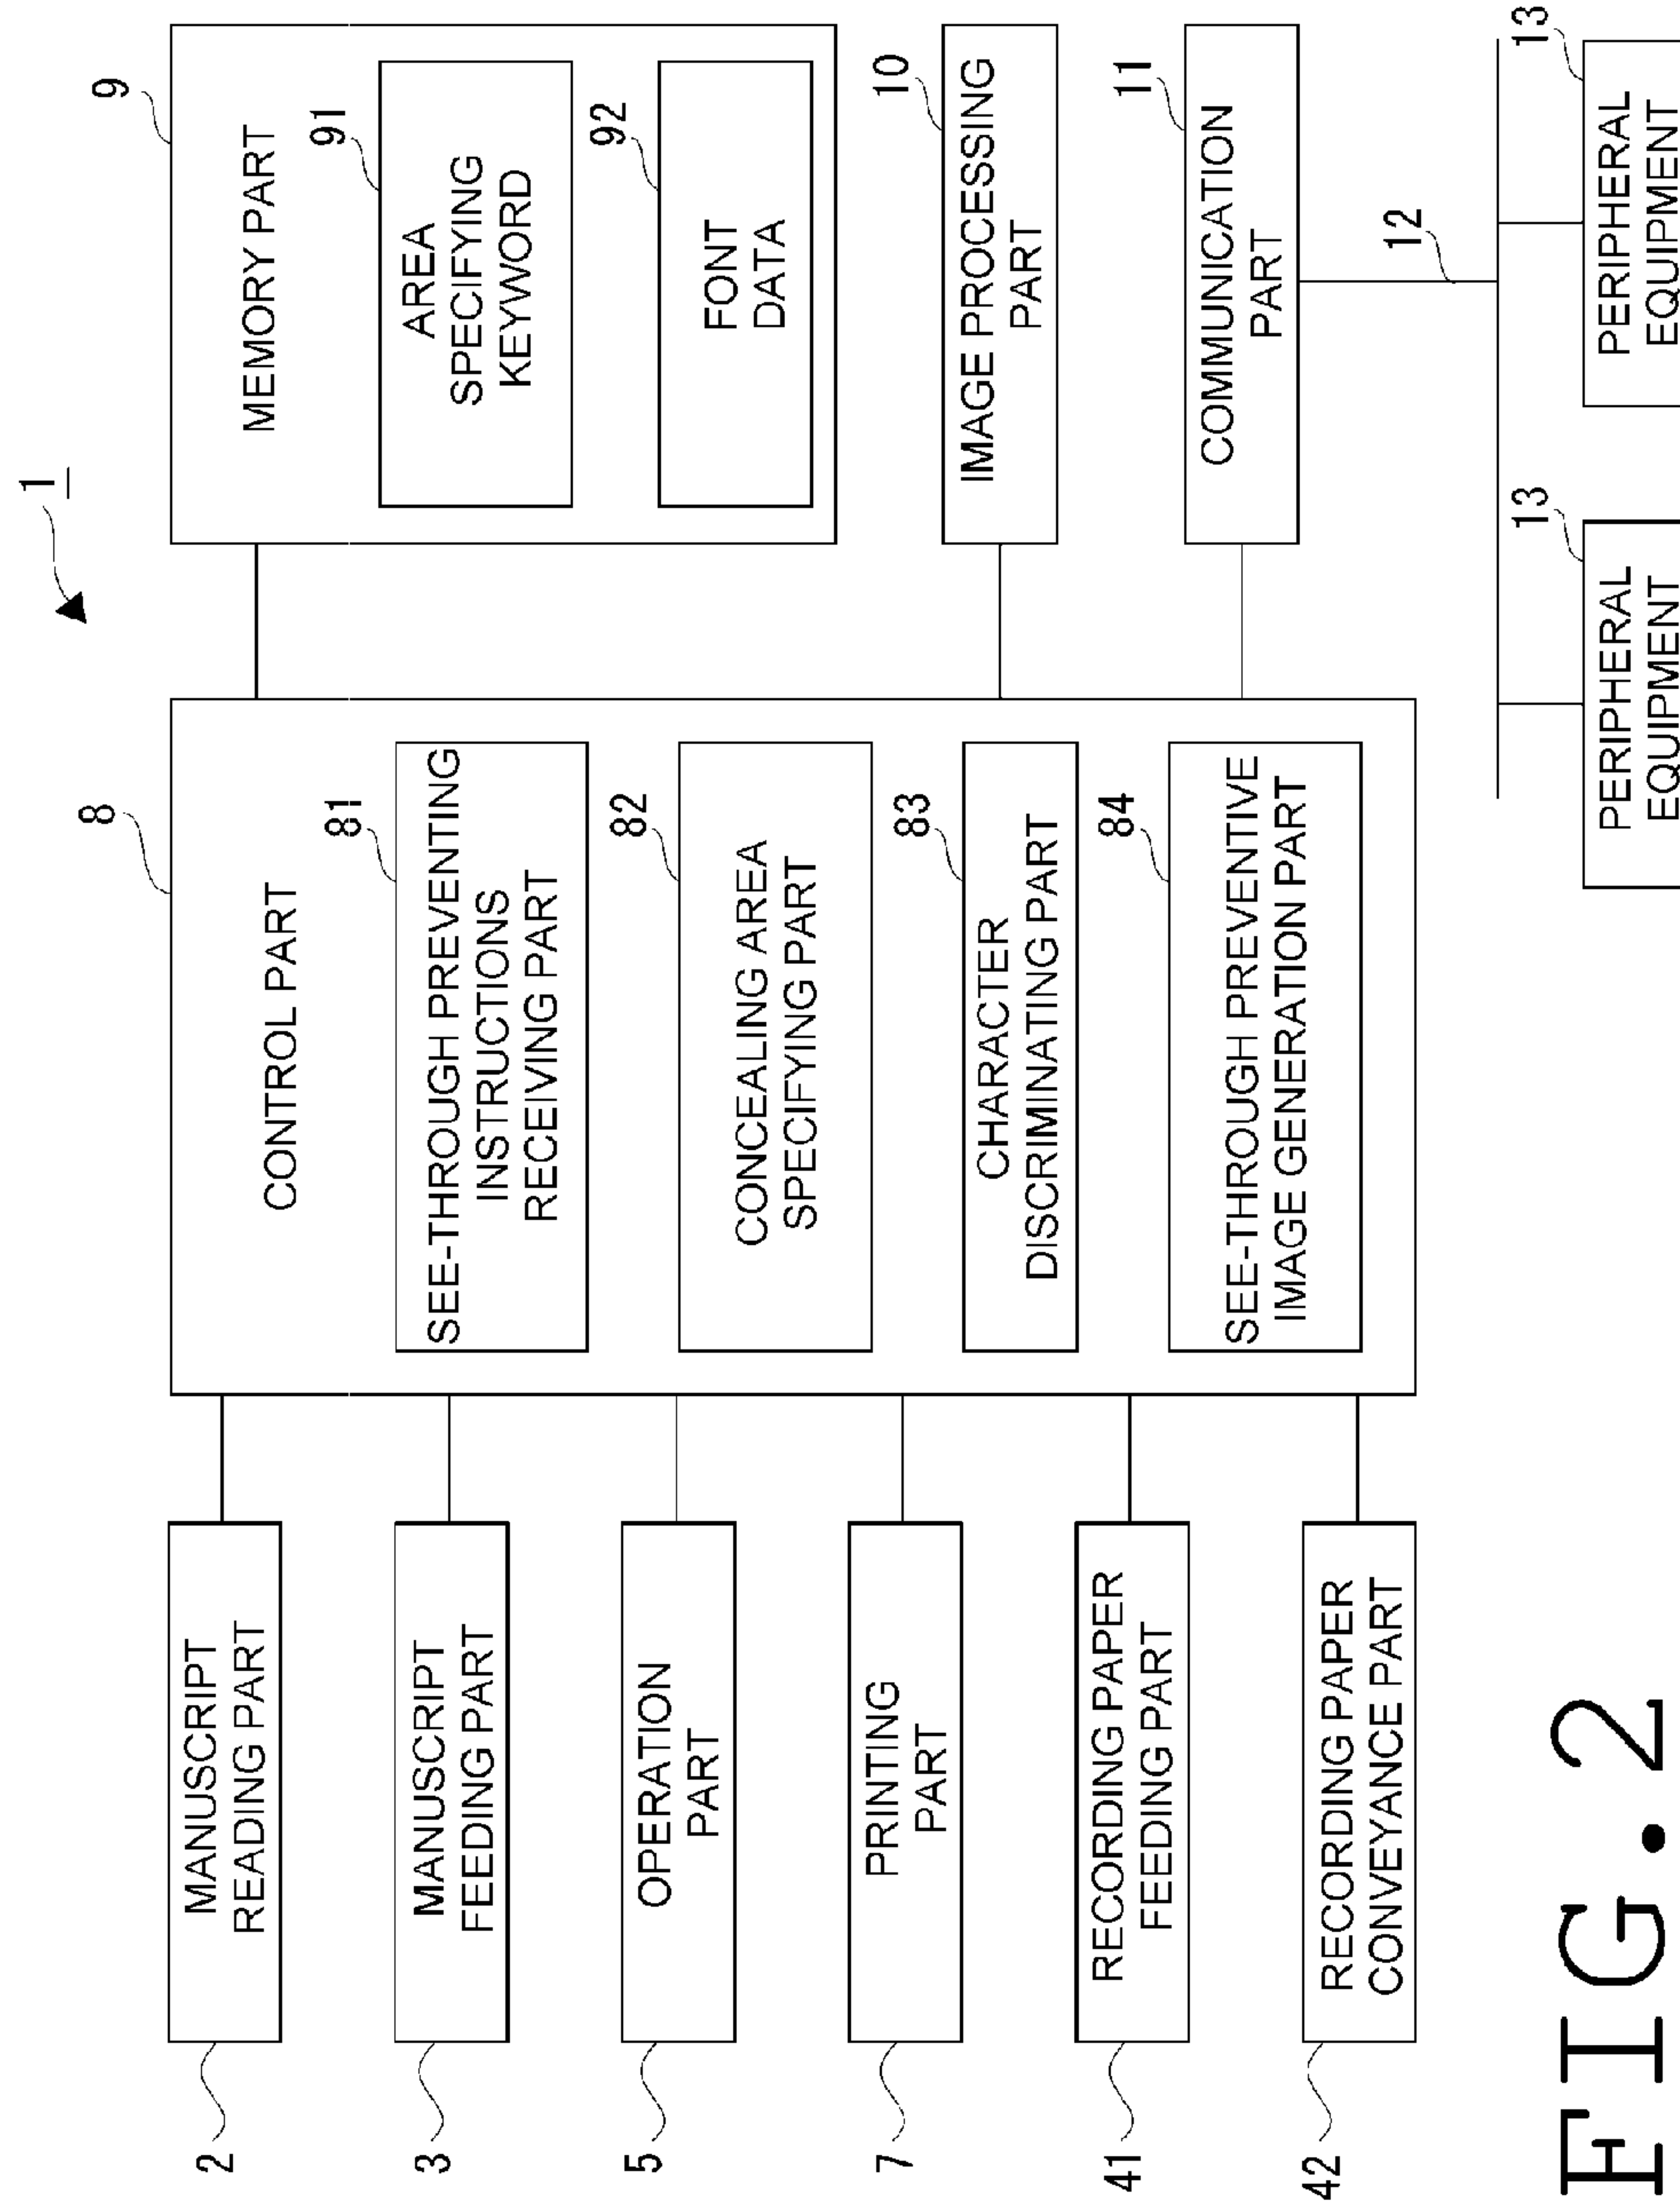 1
2
MANUSCRIPT
READING PART
3
MANUSCRIPT
FEEDING PART
5
OPERATION
PART
7
PRINTING
PART
41
RECORDING PAPER
FEEDING PART
42
RECORDING PAPER
CONVEYANCE PART
8
CONTROL PART
81
SEE-THROUGH PREVENTING
INSTRUCTIONS
RECEIVING PART
82
CONCEALING AREA
SPECIFYING PART
83
CHARACTER
DISCRIMINATING PART
84
SEE-THROUGH PREVENTIVE
IMAGE GENERATION PART
9
MEMORY PART
91
AREA
SPECIFYING
KEYWORD
92
FONT
DATA
10
IMAGE PROCESSING
PART
11
COMMUNICATION
PART
12
13
PERIPHERAL
EQUIPMENT
13
PERIPHERAL
EQUIPMENT
FIG.2